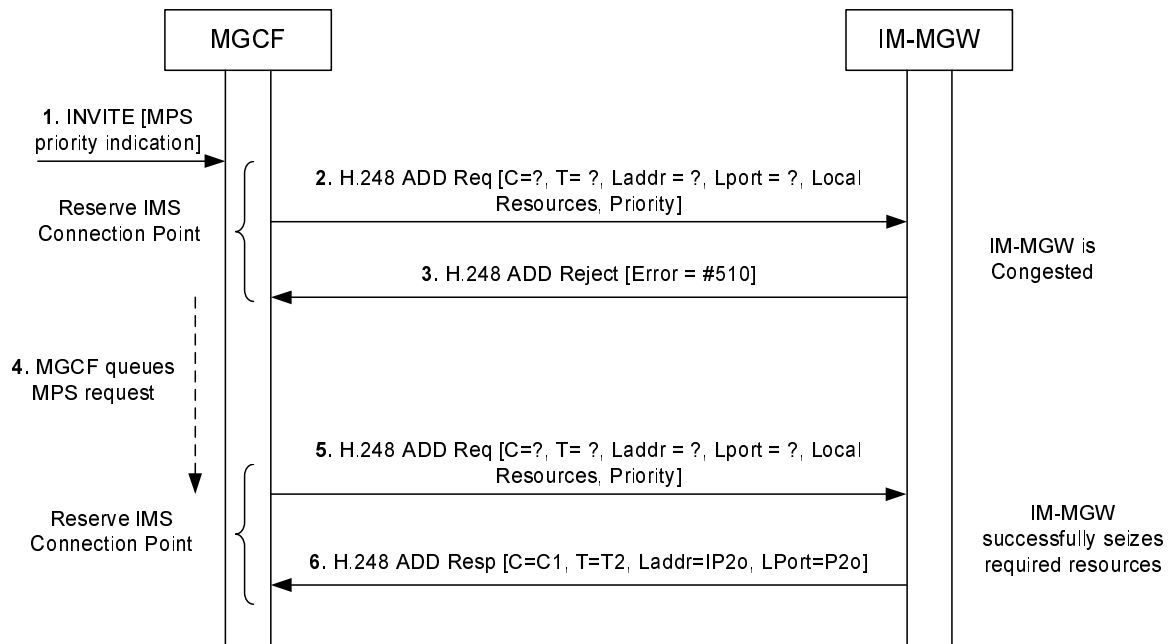 MGCF
IM-MGW
1. INVITE [MPS
priority indication]
2. H.248 ADD Req [C=?, T= ?, Laddr = ?, Lport = ?, Local
Resources, Priority]
Reserve IMS
Connection Point
IM-MGW is
Congested
3. H.248 ADD Reject [Error = #510]
4. MGCF queues
MPS request
5. H.248 ADD Req [C=?, T= ?, Laddr = ?, Lport = ?, Local
Resources, Priority]
Reserve IMS
Connection Point
IM-MGW
successfully seizes
required resources
6. H.248 ADD Resp [C=C1, T=T2, Laddr=IP2o, LPort=P2o]